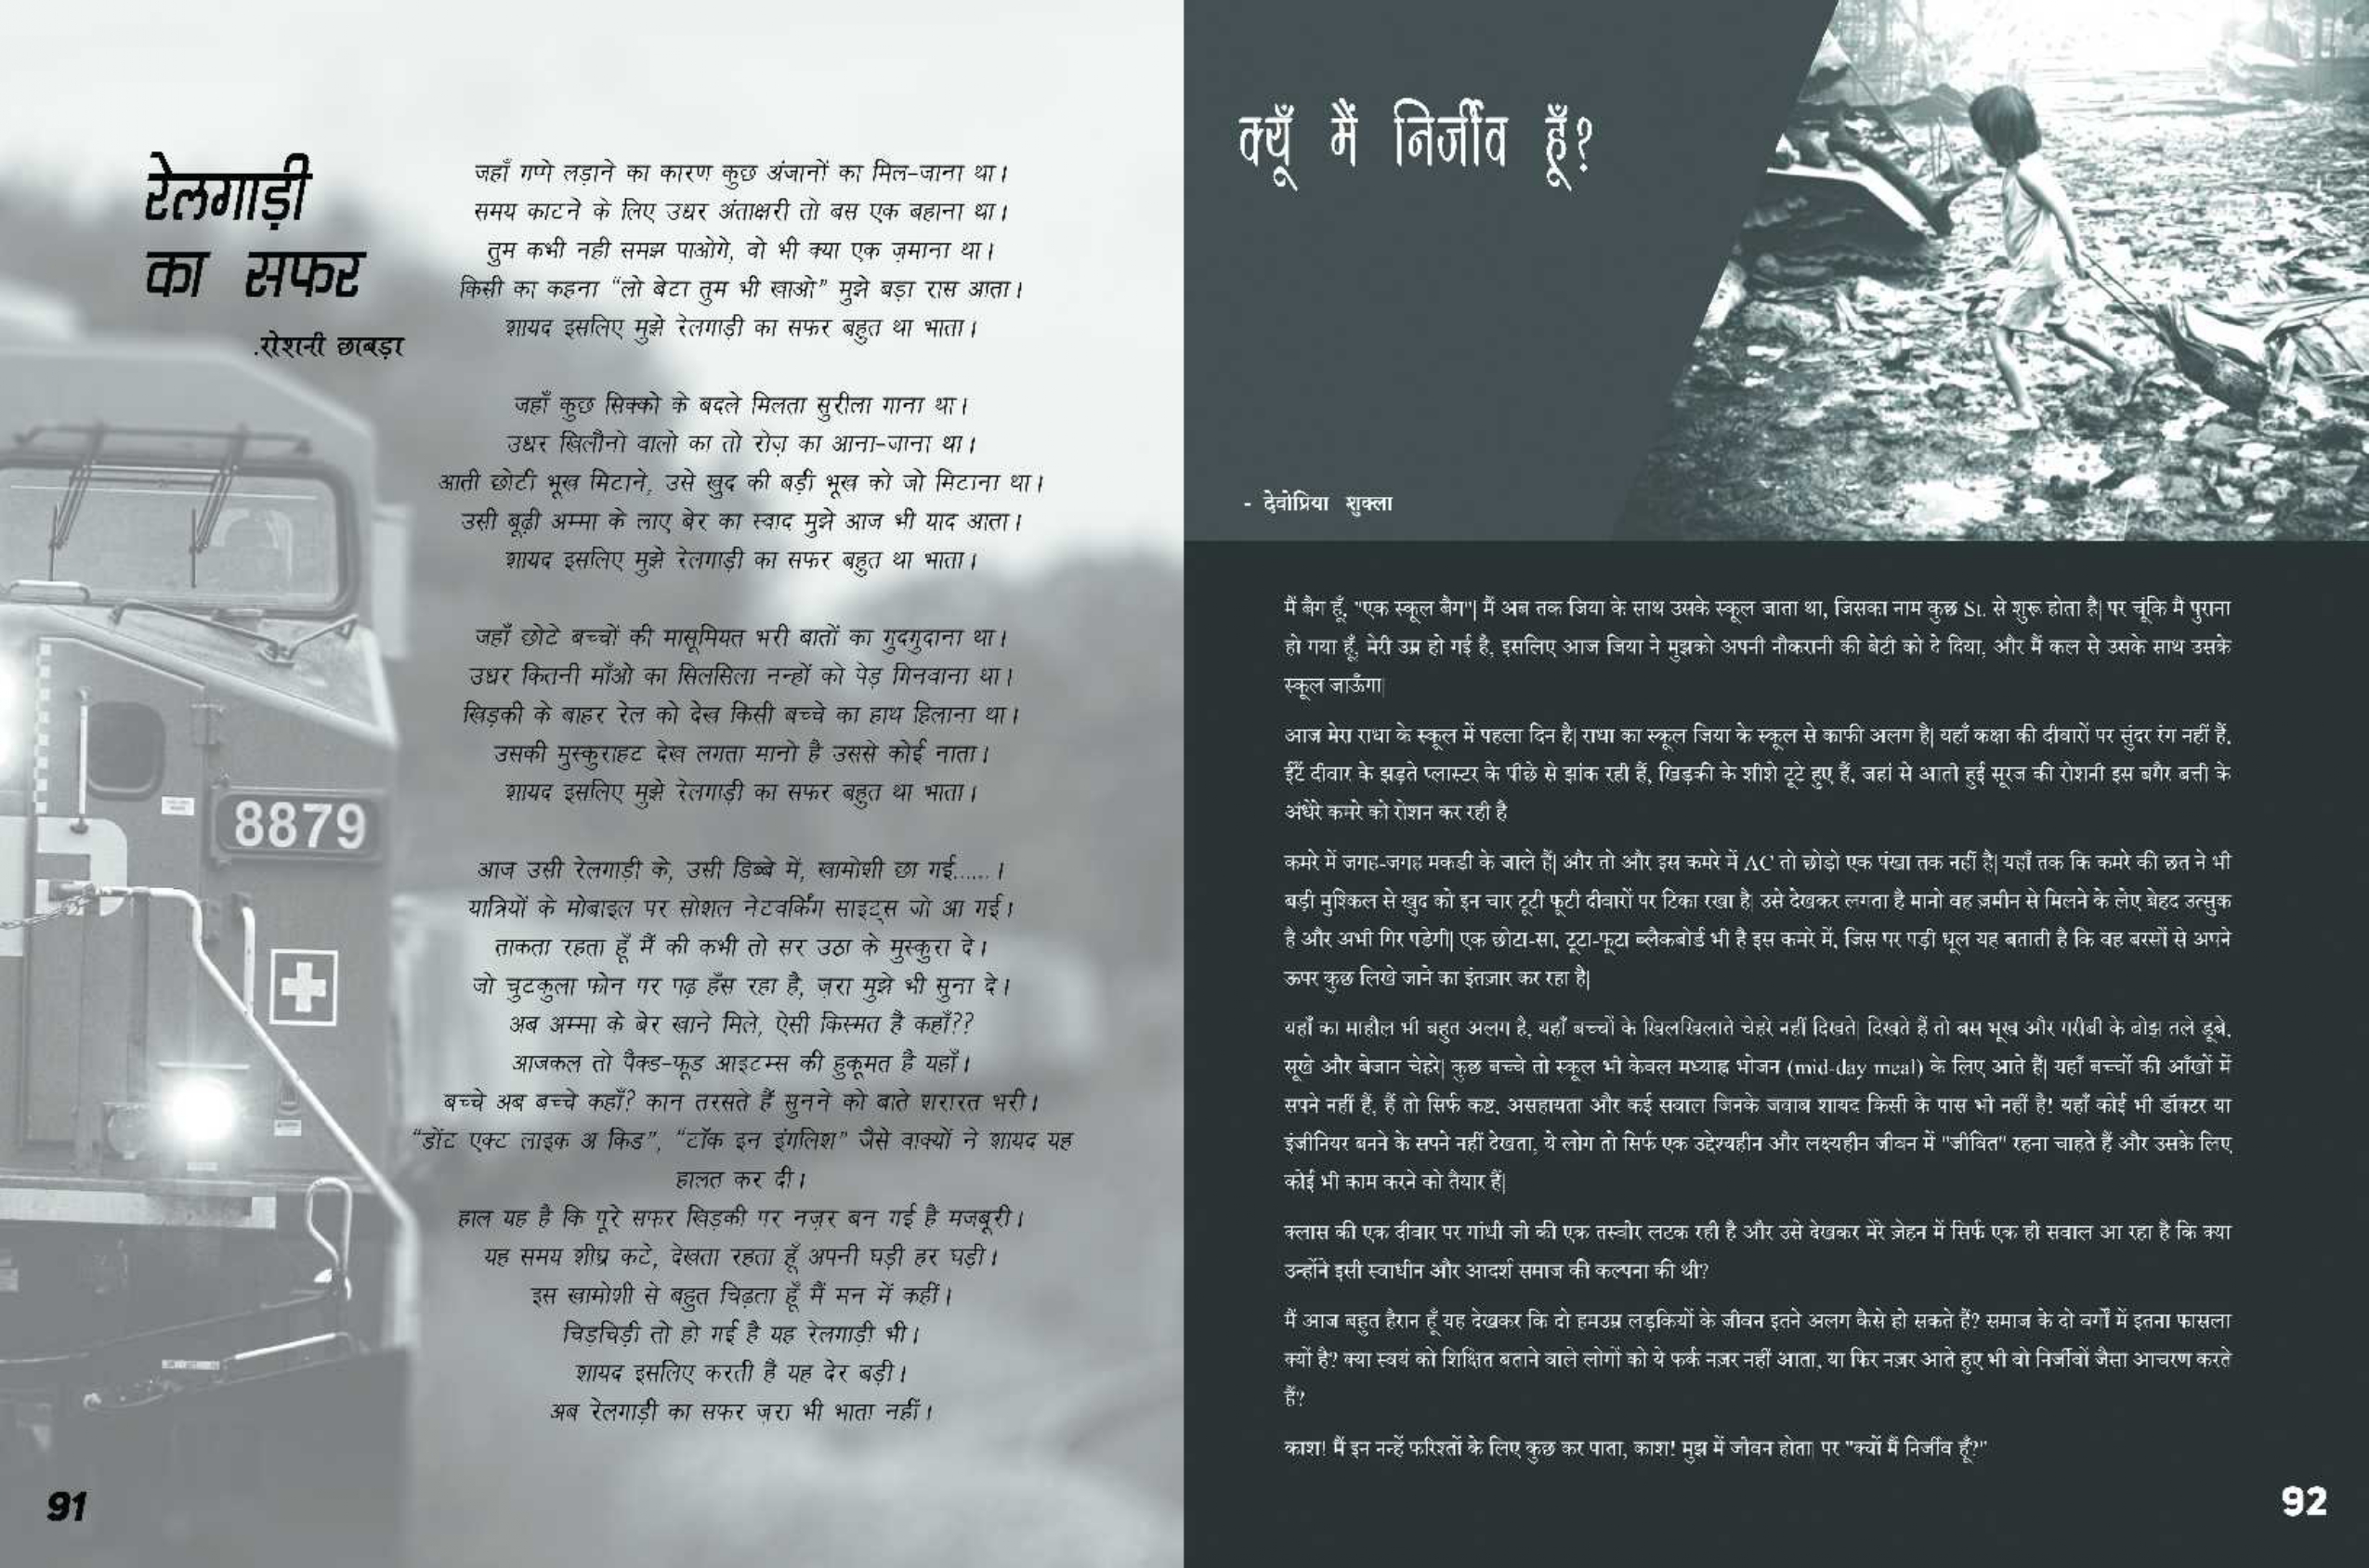 रेलगाड़ी
का सफर
.रोशनी छाबड़ा
जहाँ गप्पे लड़ाने का कारण कुछ अंजानों का मिल-जाना था।
समय काटने के लिए उधर अंताक्षरी तो बस एक बहाना था।
तुम कभी नही समझ पाओगे, वो भी क्या एक ज़माना था।
किसी का कहना “लो बेटा तुम भी खाओ” मुझे बड़ा रास आता।
शायद इसलिए मुझे रेलगाड़ी का सफर बहुत था भाता।
जहाँ कुछ सिक्को के बदले मिलता सुरीला गाना था।
उधर खिलौनो वालो का तो रोज़ का आना-जाना था।
आती छोटी भूख मिटाने, उसे खुद की बड़ी भूख को जो मिटाना था।
उसी बूढ़ी अम्मा के लाए बेर का स्वाद मुझे आज भी याद आता।
शायद इसलिए मुझे रेलगाड़ी का सफर बहुत था भाता।
जहाँ छोटे बच्चों की मासूमियत भरी बातों का गुदगुदाना था।
उधर कितनी माँओ का सिलसिला नन्हों को पेड़ गिनवाना था।
खिड़की के बाहर रेल को देख किसी बच्चे का हाथ हिलाना था।
उसकी मुस्कुराहट देख लगता मानो है उससे कोई नाता।
शायद इसलिए मुझे रेलगाड़ी का सफर बहुत था भाता।
आज उसी रेलगाड़ी के, उसी डिब्बे में, खामोशी छा गई......।
यात्रियों के मोबाइल पर सोशल नेटवर्किंग साइट्स जो आ गई।
ताकता रहता हूँ मैं की कभी तो सर उठा के मुस्कुरा दे।
जो चुटकुला फोन पर पढ़ हँस रहा है, ज़रा मुझे भी सुना दे।
अब अम्मा के बेर खाने मिले, ऐसी किस्मत है कहाँ??
आजकल तो पैक्ड-फूड आइटम्स की हुकूमत है यहाँ।
बच्चे अब बच्चे कहाँ? कान तरसते हैं सुनने को बाते शरारत भरी।
“डोंट एक्ट लाइक अ किड”, “टॉक इन इंगलिश” जैसे वाक्यों ने शायद यह
हालत कर दी।
हाल यह है कि पूरे सफर खिड़की पर नज़र बन गई है मजबूरी।
यह समय शीघ्र कटे, देखता रहता हूँ अपनी घड़ी हर घड़ी।
इस खामोशी से बहुत चिढ़ता हूँ मैं मन में कहीं।
चिड़चिड़ी तो हो गई है यह रेलगाड़ी भी।
शायद इसलिए करती है यह देर बड़ी।
अब रेलगाड़ी का सफर ज़रा भी भाता नहीं।
8879
91
क्यूँ मैं निर्जीव हूँ?
- देवोप्रिया शुक्ला
मैं बैग हूँ, "एक स्कूल बैग"| मैं अब तक जिया के साथ उसके स्कूल जाता था, जिसका नाम कुछ St. से शुरू होता है| पर चूंकि मै पुराना
हो गया हूँ, मेरी उम्र हो गई है, इसलिए आज जिया ने मुझको अपनी नौकरानी की बेटी को दे दिया, और मैं कल से उसके साथ उसके
स्कूल जाऊँगा|
आज मेरा राधा के स्कूल में पहला दिन है| राधा का स्कूल जिया के स्कूल से काफी अलग है| यहाँ कक्षा की दीवारों पर सुंदर रंग नहीं हैं,
ईंटें दीवार के झड़ते प्लास्टर के पीछे से झांक रही हैं, खिड़की के शीशे टूटे हुए हैं, जहां से आती हुई सूरज की रोशनी इस बगैर बत्ती के
अंधेरे कमरे को रोशन कर रही है
कमरे में जगह-जगह मकडी के जाले हैं| और तो और इस कमरे में AC तो छोड़ो एक पंखा तक नहीं है| यहाँ तक कि कमरे की छत ने भी
बड़ी मुश्किल से खुद को इन चार टूटी फूटी दीवारों पर टिका रखा है| उसे देखकर लगता है मानो वह ज़मीन से मिलने के लेए बेहद उत्सुक
है और अभी गिर पड़ेगी| एक छोटा-सा, टूटा-फूटा ब्लैकबोर्ड भी है इस कमरे में, जिस पर पड़ी धूल यह बताती है कि वह बरसों से अपने
ऊपर कुछ लिखे जाने का इंतज़ार कर रहा है|
यहाँ का माहौल भी बहुत अलग है, यहाँ बच्चों के खिलखिलाते चेहरे नहीं दिखते| दिखते हैं तो बस भूख और गरीबी के बोझ तले डूबे,
सूखे और बेजान चेहरे| कुछ बच्चे तो स्कूल भी केवल मध्याह्न भोजन (mid-day meal) के लिए आते हैं| यहाँ बच्चों की आँखों में
सपने नहीं हैं, हैं तो सिर्फ कष्ट, असहायता और कई सवाल जिनके जवाब शायद किसी के पास भी नहीं है! यहाँ कोई भी डॉक्टर या
इंजीनियर बनने के सपने नहीं देखता, ये लोग तो सिर्फ एक उद्देश्यहीन और लक्ष्यहीन जीवन में "जीवित" रहना चाहते हैं और उसके लिए
कोई भी काम करने को तैयार हैं|
क्लास की एक दीवार पर गांधी जी की एक तस्वीर लटक रही है और उसे देखकर मेरे ज़ेहन में सिर्फ एक ही सवाल आ रहा है कि क्या
उन्होंने इसी स्वाधीन और आदर्श समाज की कल्पना की थी?
मैं आज बहुत हैरान हूँ यह देखकर कि दो हमउम्र लड़कियों के जीवन इतने अलग कैसे हो सकते हैं? समाज के दो वर्गों में इतना फासला
क्यों है? क्या स्वयं को शिक्षित बताने वाले लोगों को ये फर्क नज़र नहीं आता, या फिर नज़र आते हुए भी वो निर्जीवों जैसा आचरण करते
हैं?
काश! मैं इन नन्हें फरिश्तों के लिए कुछ कर पाता, काश! मुझ में जीवन होता| पर "क्यों मैं निर्जीव हूँ?"
92